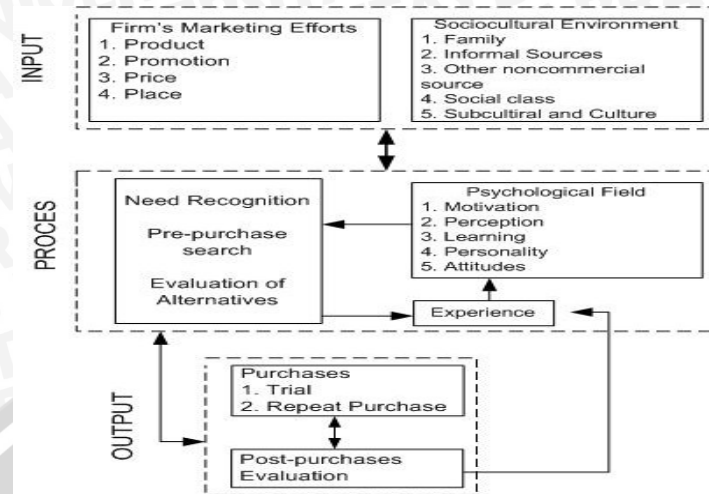 INPUT
Firm's Marketing Efforts
1. Product
2. Promotion
3. Price
4. Place
Sociocultural Environment
1. Family
2. Informal Sources
3. Other noncommercial
source
4. Social class
5. Subcultiral and Culture
PROCES
Need Recognition
Pre-purchase
search
Evaluation of
Alternatives
Psychological Field
1. Motivation
2. Perception
3. Learning
4. Personality
5. Attitudes
Experience
OUTPUT
Purchases
1. Trial
2. Repeat Purchase
Post-purchases
Evaluation